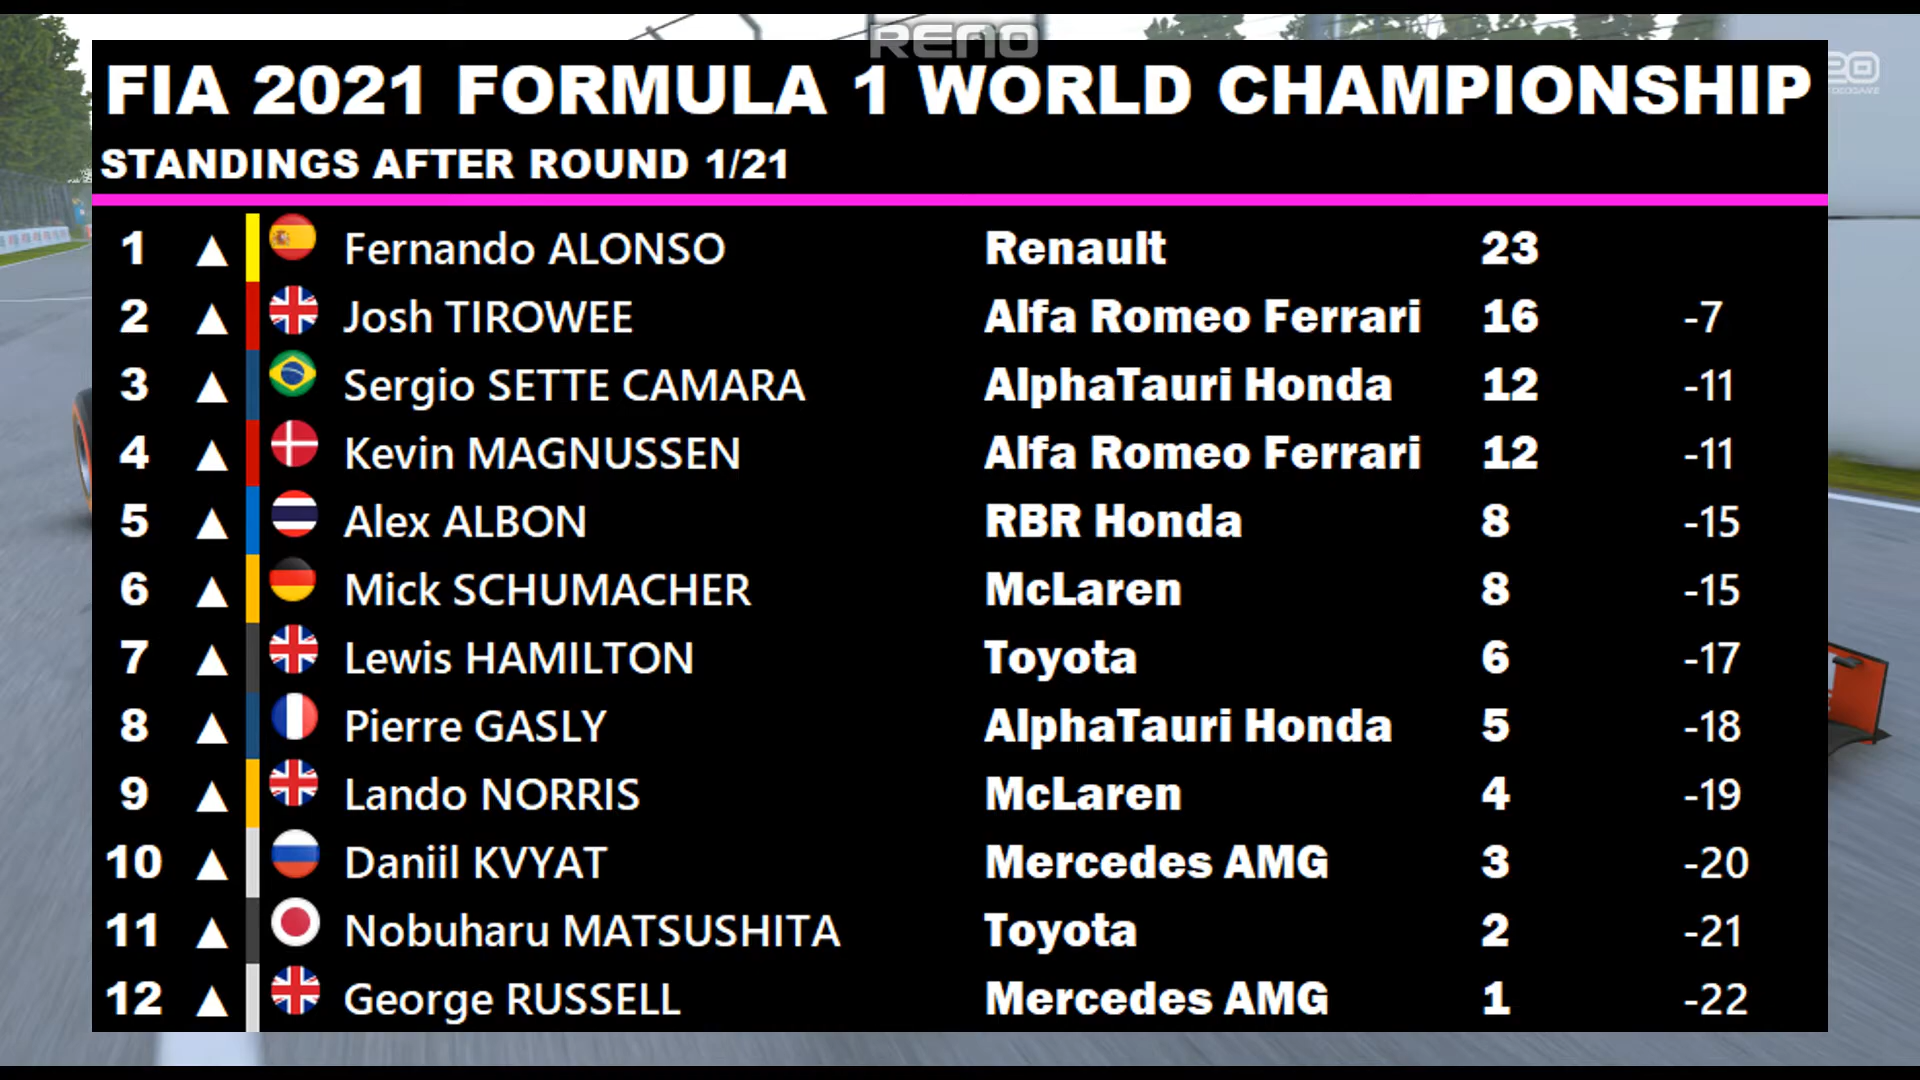 RENO
FIA 2021 FORMULA 1 WORLD CHAMPIONSHIP
20
STANDINGS AFTER ROUND 1/21
1 ▲ Fernando ALONSO Renault 23
2 ▲ Josh TIROWEE Alfa Romeo Ferrari 16 -7
3 ▲ Sergio SETTE CAMARA AlphaTauri Honda 12 -11
4 ▲ Kevin MAGNUSSEN Alfa Romeo Ferrari 12 -11
5 ▲ Alex ALBON RBR Honda 8 -15
6 ▲ Mick SCHUMACHER McLaren 8 -15
7 ▲ Lewis HAMILTON Toyota 6 -17
8 ▲ Pierre GASLY AlphaTauri Honda 5 -18
9 ▲ Lando NORRIS McLaren 4 -19
10 ▲ Daniil KVYAT Mercedes AMG 3 -20
11 ▲ Nobuharu MATSUSHITA Toyota 2 -21
12 ▲ George RUSSELL Mercedes AMG 1 -22